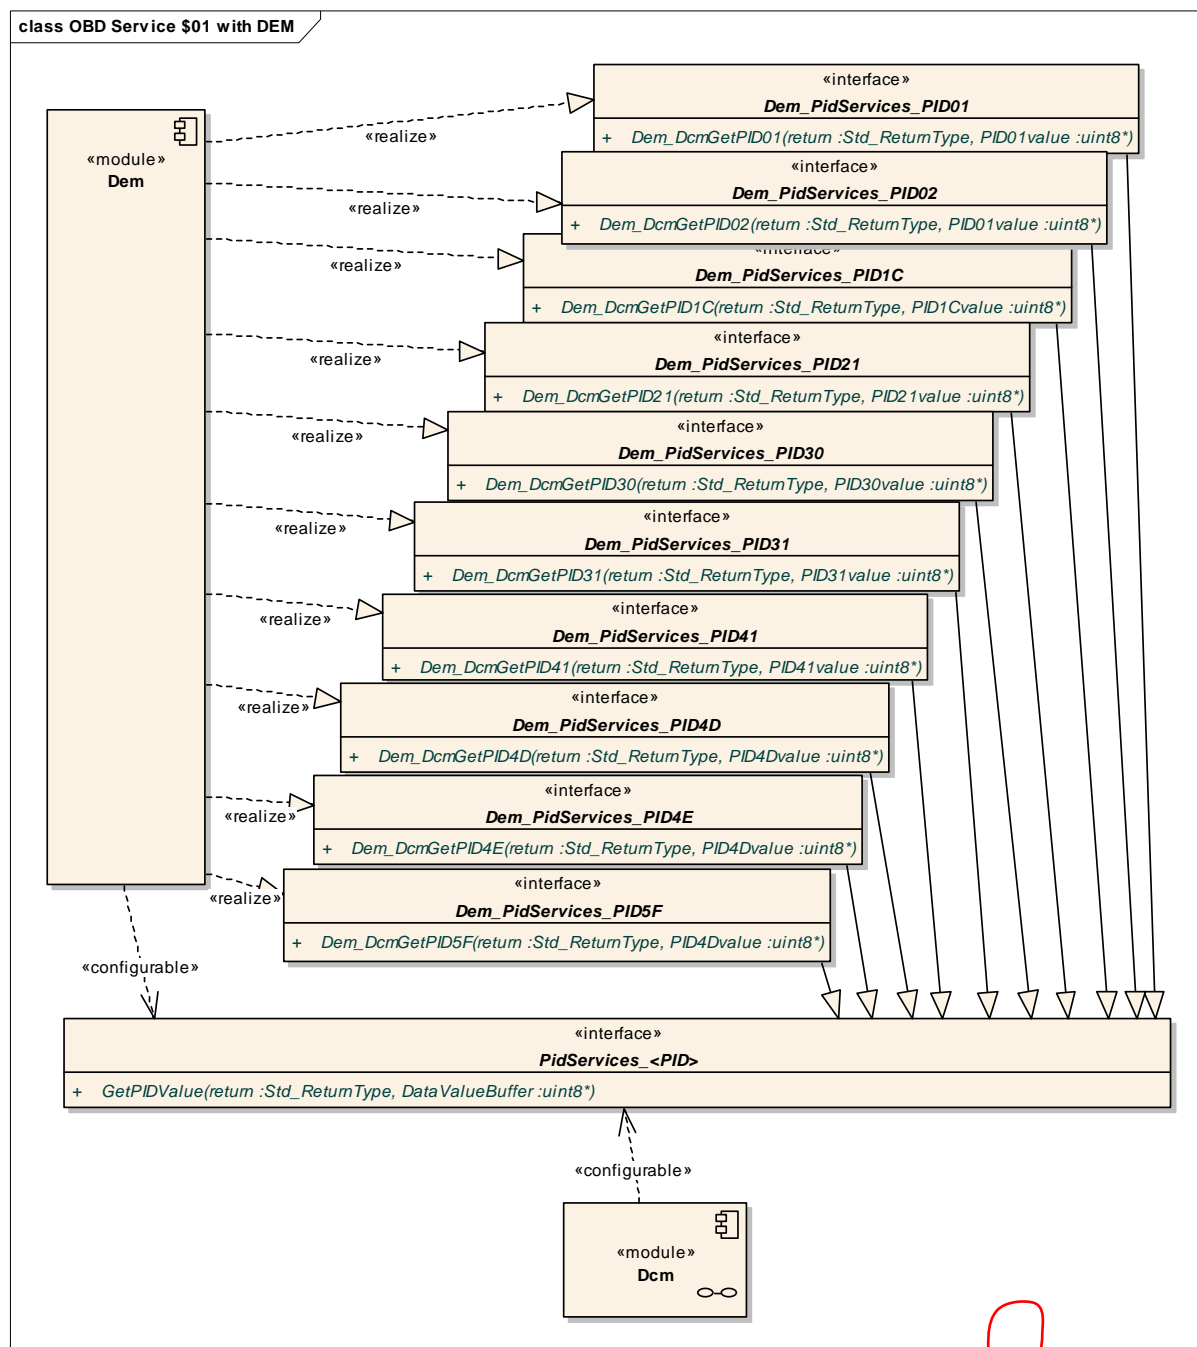 class OBD Service $01 with DEM
«module»
Dem
«realize»
«interface»
Dem_PidServices_PID01
+ Dem_DcmGetPID01(return :Std_ReturnType, PID01value :uint8*)
«realize»
«interface»
Dem_PidServices_PID02
+ Dem_DcmGetPID02(return :Std_ReturnType, PID01value :uint8*)
«realize»
«interface»
Dem_PidServices_PID1C
+ Dem_DcmGetPID1C(return :Std_ReturnType, PID1Cvalue :uint8*)
«realize»
«interface»
Dem_PidServices_PID21
+ Dem_DcmGetPID21(return :Std_ReturnType, PID21value :uint8*)
«realize»
«interface»
Dem_PidServices_PID30
+ Dem_DcmGetPID30(return :Std_ReturnType, PID30value :uint8*)
«realize»
«interface»
Dem_PidServices_PID31
+ Dem_DcmGetPID31(return :Std_ReturnType, PID31value :uint8*)
«realize»
«interface»
Dem_PidServices_PID41
+ Dem_DcmGetPID41(return :Std_ReturnType, PID41value :uint8*)
«realize»
«interface»
Dem_PidServices_PID4D
+ Dem_DcmGetPID4D(return :Std_ReturnType, PID4Dvalue :uint8*)
«realize»
«interface»
Dem_PidServices_PID4E
+ Dem_DcmGetPID4E(return :Std_ReturnType, PID4Dvalue :uint8*)
«realize»
«interface»
Dem_PidServices_PID5F
+ Dem_DcmGetPID5F(return :Std_ReturnType, PID4Dvalue :uint8*)
«configurable»
«interface»
PidServices_<PID>
+ GetPIDValue(return :Std_ReturnType, DataValueBuffer :uint8*)
«configurable»
«module»
Dcm